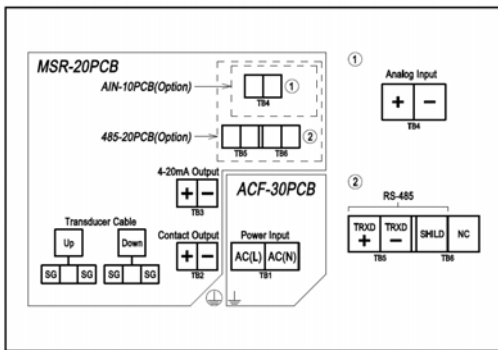 MSR-20PCB
AIN-10PCB(Option)
①
TB4
485-20PCB(Option)
②
TB5 TB6
4-20mA Output
+ −
TB3
ACF-30PCB
Transducer Cable
Up Down
SG SG SG SG
Contact Output
+ −
TB2
Power Input
AC(L) AC(N)
TB1
①
Analog Input
+ −
TB4
②
RS-485
TRXD + TRXD − SHILD NC
TB5 TB6